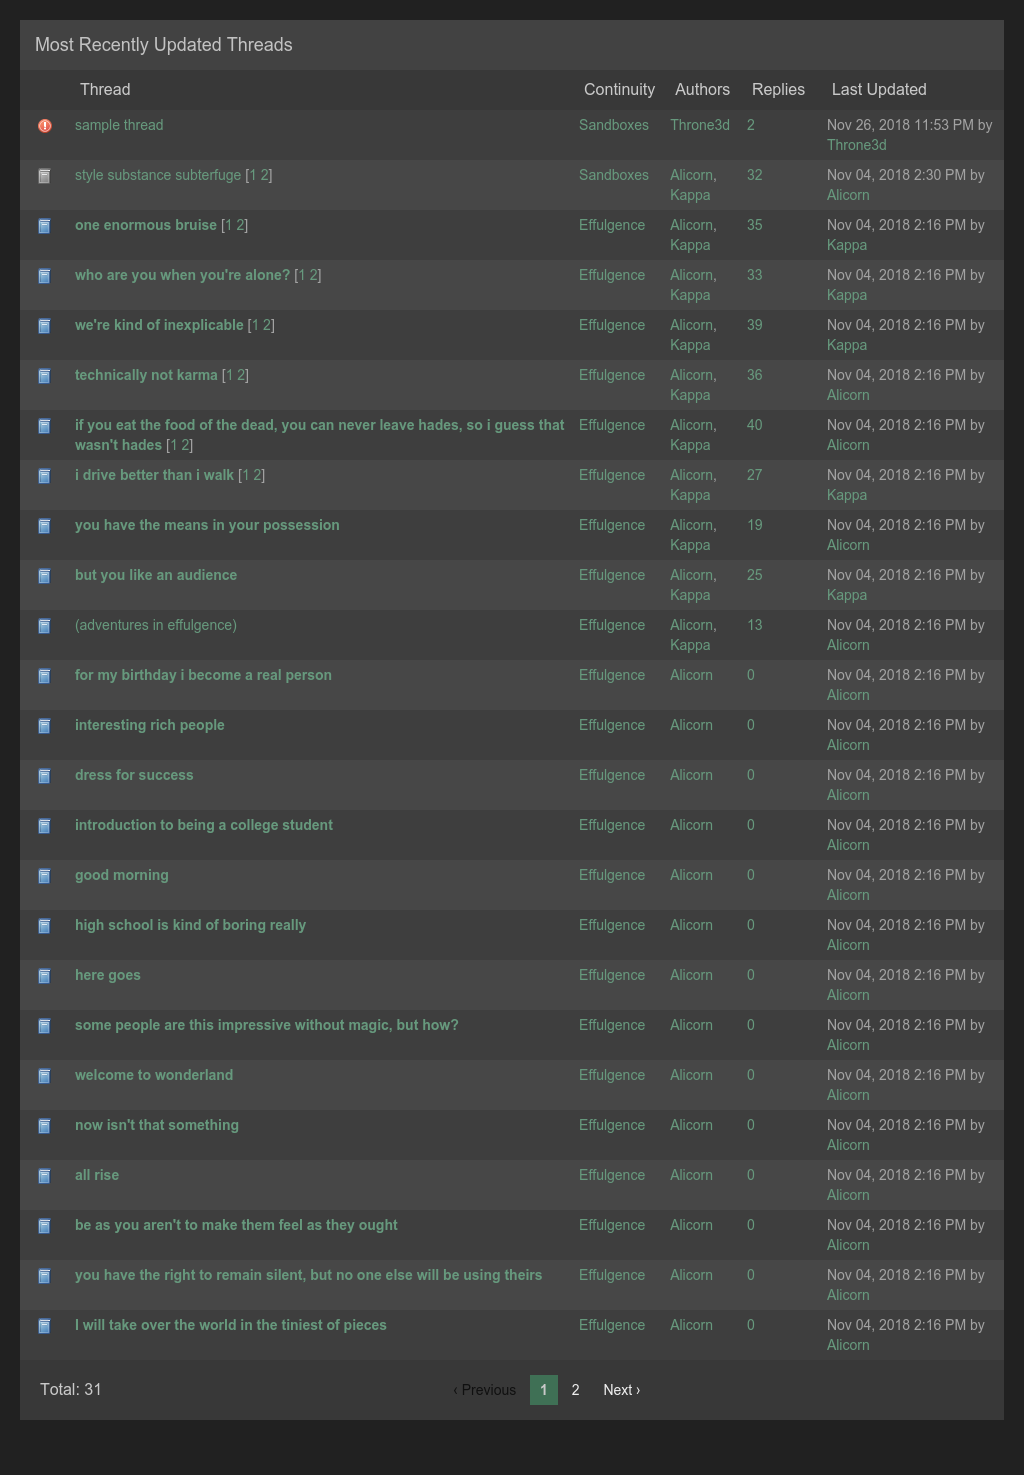 Most Recently Updated Threads
Thread Continuity Authors Replies Last Updated
sample thread Sandboxes Throne3d 2 Nov 26, 2018 11:53 PM by
Throne3d
style substance subterfuge [1 2] Sandboxes Alicorn, 32 Nov 04, 2018 2:30 PM by
Kappa Alicorn
one enormous bruise [1 2] Effulgence Alicorn, 35 Nov 04, 2018 2:16 PM by
Kappa Kappa
who are you when you're alone? [1 2] Effulgence Alicorn, 33 Nov 04, 2018 2:16 PM by
Kappa Kappa
we're kind of inexplicable [1 2] Effulgence Alicorn, 39 Nov 04, 2018 2:16 PM by
Kappa Kappa
technically not karma [1 2] Effulgence Alicorn, 36 Nov 04, 2018 2:16 PM by
Kappa Alicorn
if you eat the food of the dead, you can never leave hades, so i guess that Effulgence Alicorn, 40 Nov 04, 2018 2:16 PM by
wasn't hades [1 2] Kappa Alicorn
i drive better than i walk [1 2] Effulgence Alicorn, 27 Nov 04, 2018 2:16 PM by
Kappa Kappa
you have the means in your possession Effulgence Alicorn, 19 Nov 04, 2018 2:16 PM by
Kappa Alicorn
but you like an audience Effulgence Alicorn, 25 Nov 04, 2018 2:16 PM by
Kappa Kappa
(adventures in effulgence) Effulgence Alicorn, 13 Nov 04, 2018 2:16 PM by
Kappa Alicorn
for my birthday i become a real person Effulgence Alicorn 0 Nov 04, 2018 2:16 PM by
Alicorn
interesting rich people Effulgence Alicorn 0 Nov 04, 2018 2:16 PM by
Alicorn
dress for success Effulgence Alicorn 0 Nov 04, 2018 2:16 PM by
Alicorn
introduction to being a college student Effulgence Alicorn 0 Nov 04, 2018 2:16 PM by
Alicorn
good morning Effulgence Alicorn 0 Nov 04, 2018 2:16 PM by
Alicorn
high school is kind of boring really Effulgence Alicorn 0 Nov 04, 2018 2:16 PM by
Alicorn
here goes Effulgence Alicorn 0 Nov 04, 2018 2:16 PM by
Alicorn
some people are this impressive without magic, but how? Effulgence Alicorn 0 Nov 04, 2018 2:16 PM by
Alicorn
welcome to wonderland Effulgence Alicorn 0 Nov 04, 2018 2:16 PM by
Alicorn
now isn't that something Effulgence Alicorn 0 Nov 04, 2018 2:16 PM by
Alicorn
all rise Effulgence Alicorn 0 Nov 04, 2018 2:16 PM by
Alicorn
be as you aren't to make them feel as they ought Effulgence Alicorn 0 Nov 04, 2018 2:16 PM by
Alicorn
you have the right to remain silent, but no one else will be using theirs Effulgence Alicorn 0 Nov 04, 2018 2:16 PM by
Alicorn
I will take over the world in the tiniest of pieces Effulgence Alicorn 0 Nov 04, 2018 2:16 PM by
Alicorn
Total: 31 ‹ Previous 1 2 Next ›